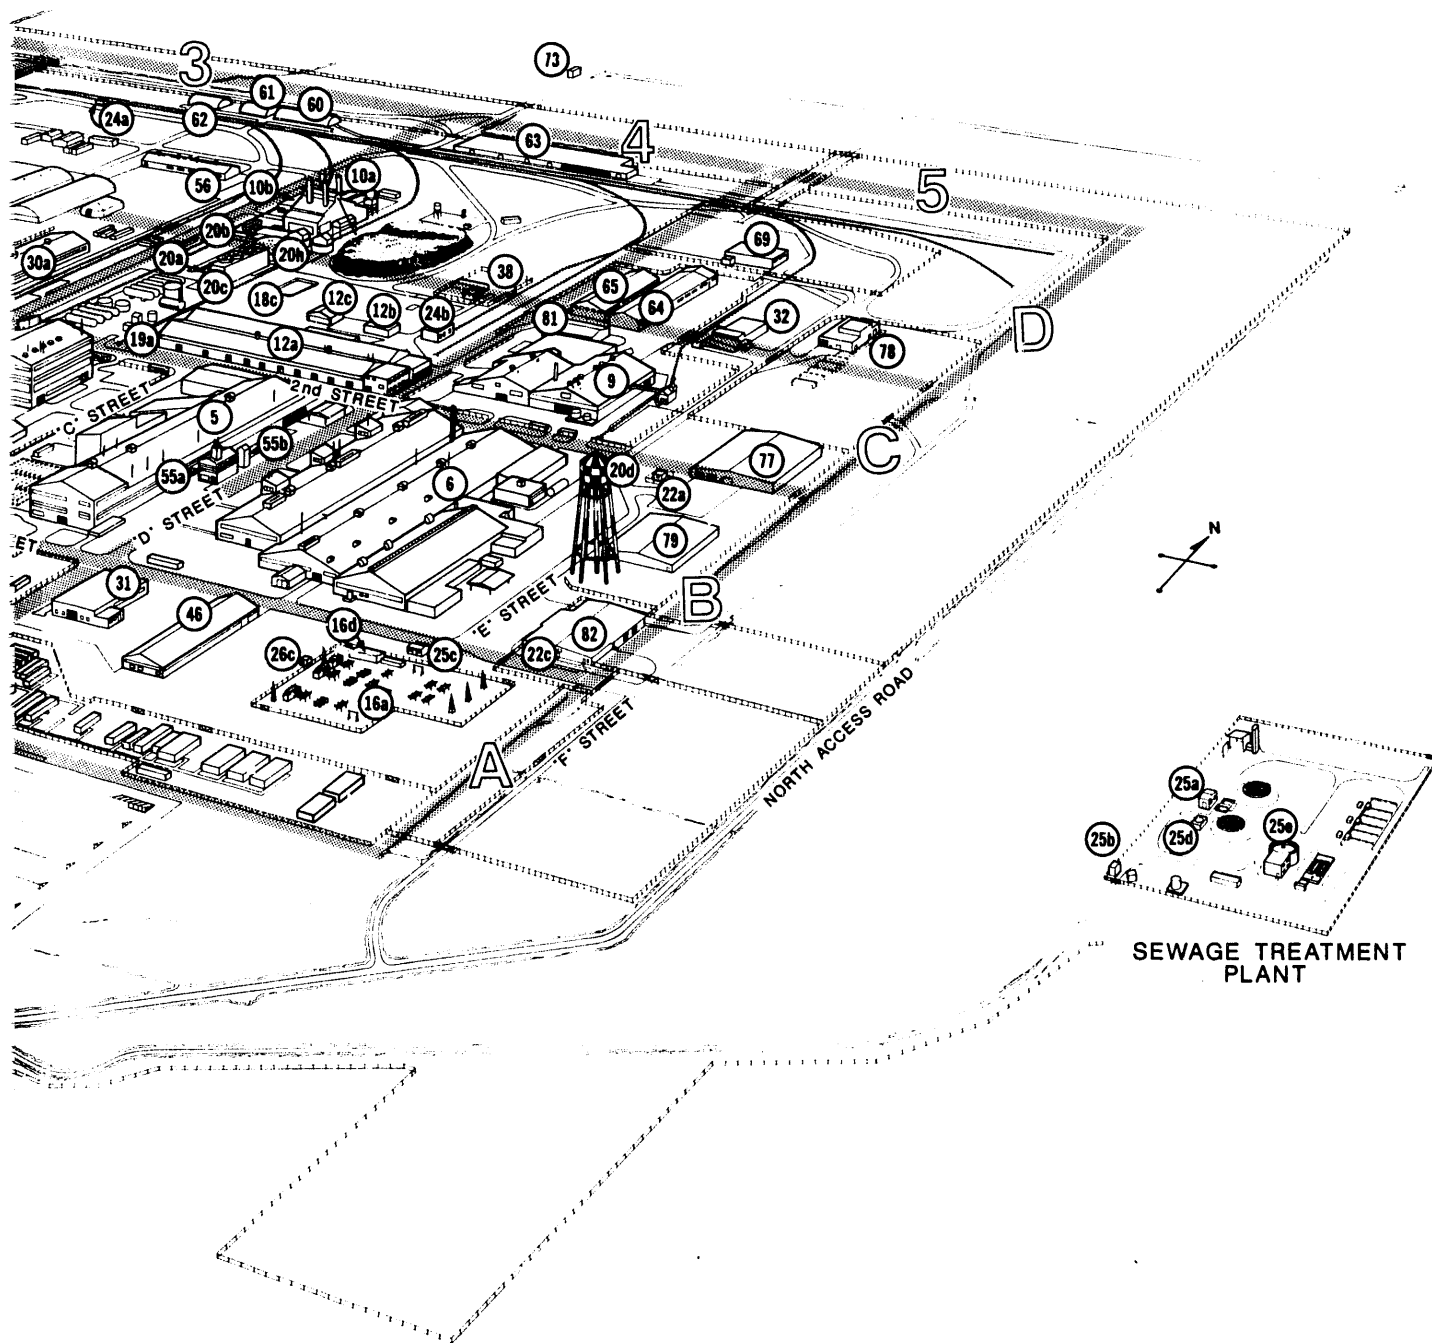 73
3
61
60
62
24a
63
4
56
10b
10a
5
20b
69
30a
20a
20h
38
20c
65
18c
12c
64
12b
24b
81
32
D
19a
12a
78
2nd STREET
9
"C" STREET
5
55b
C
77
55a
20d
6
22a
"D" STREET
N
79
ET
31
B
46
"E" STREET
16d
82
26c
25c
22c
16a
NORTH ACCESS ROAD
"F" STREET
A
25a
25d
25e
25b
SEWAGE TREATMENT
PLANT